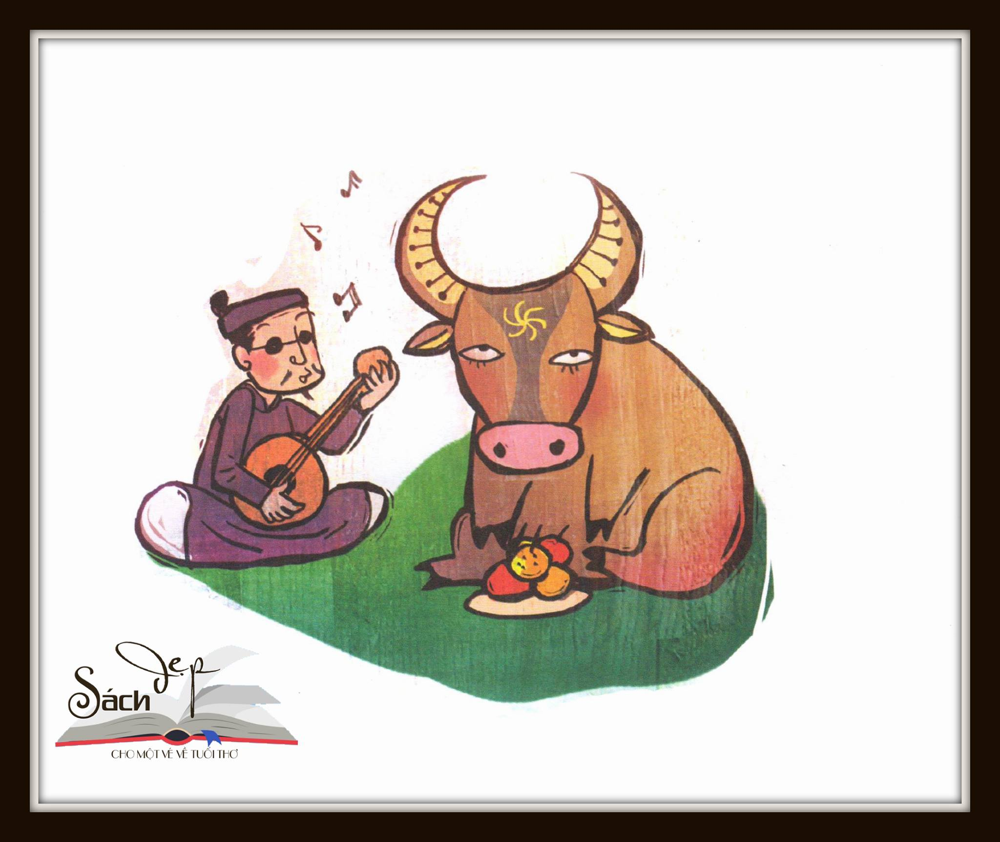 Sách Đẹp
CHO MỘT VÉ VỀ TUỔI THƠ